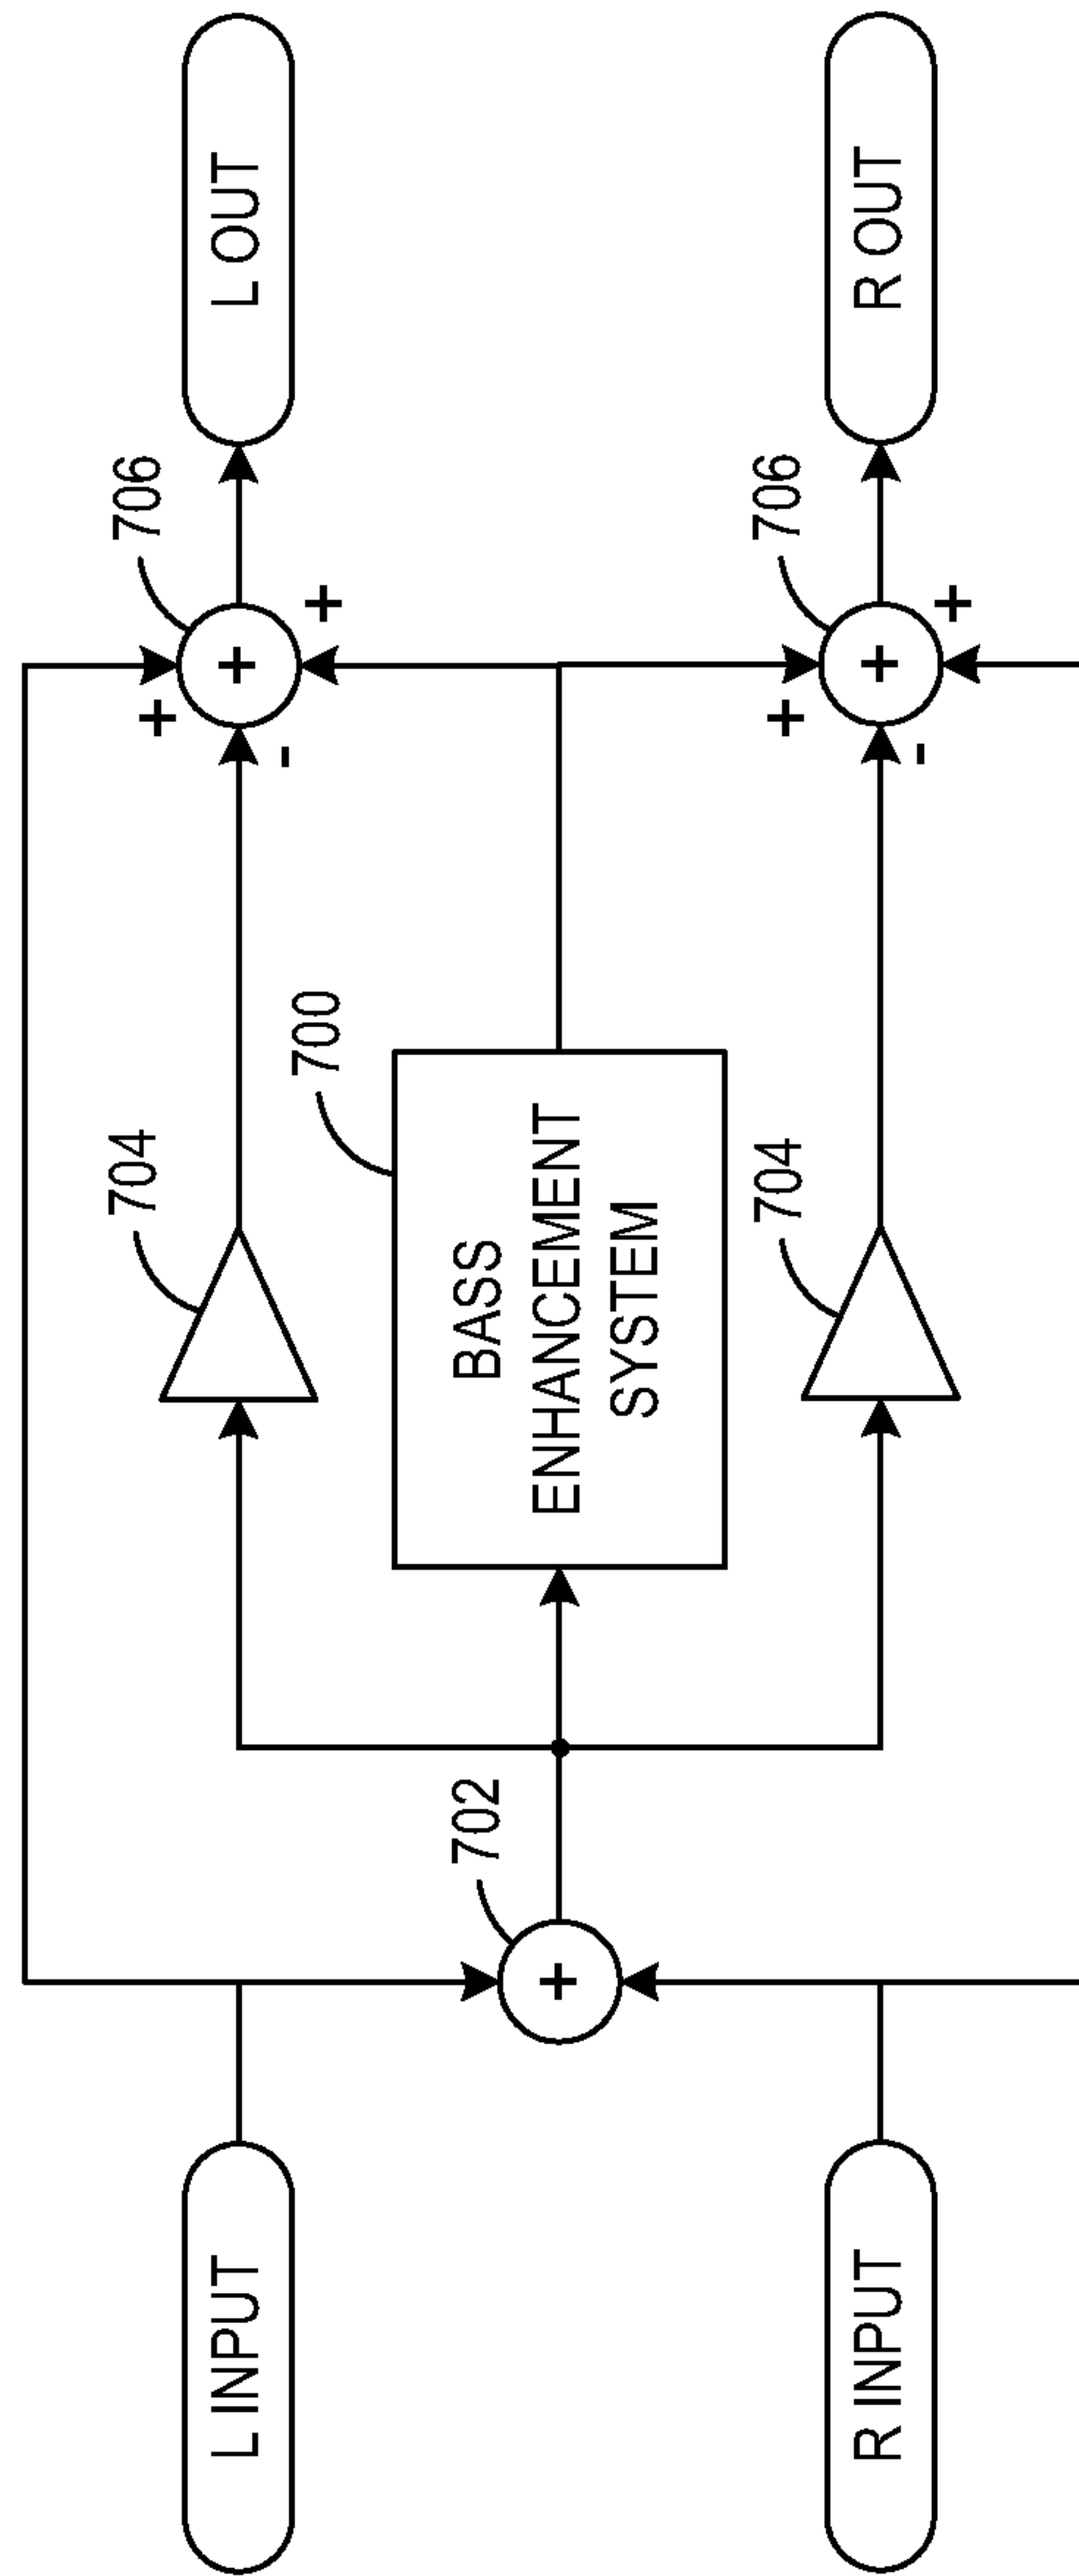 L INPUT
R INPUT
702
704
704
700
BASS
ENHANCEMENT
SYSTEM
706
706
L OUT
R OUT
+
+
+
+
+
-
+
+
-